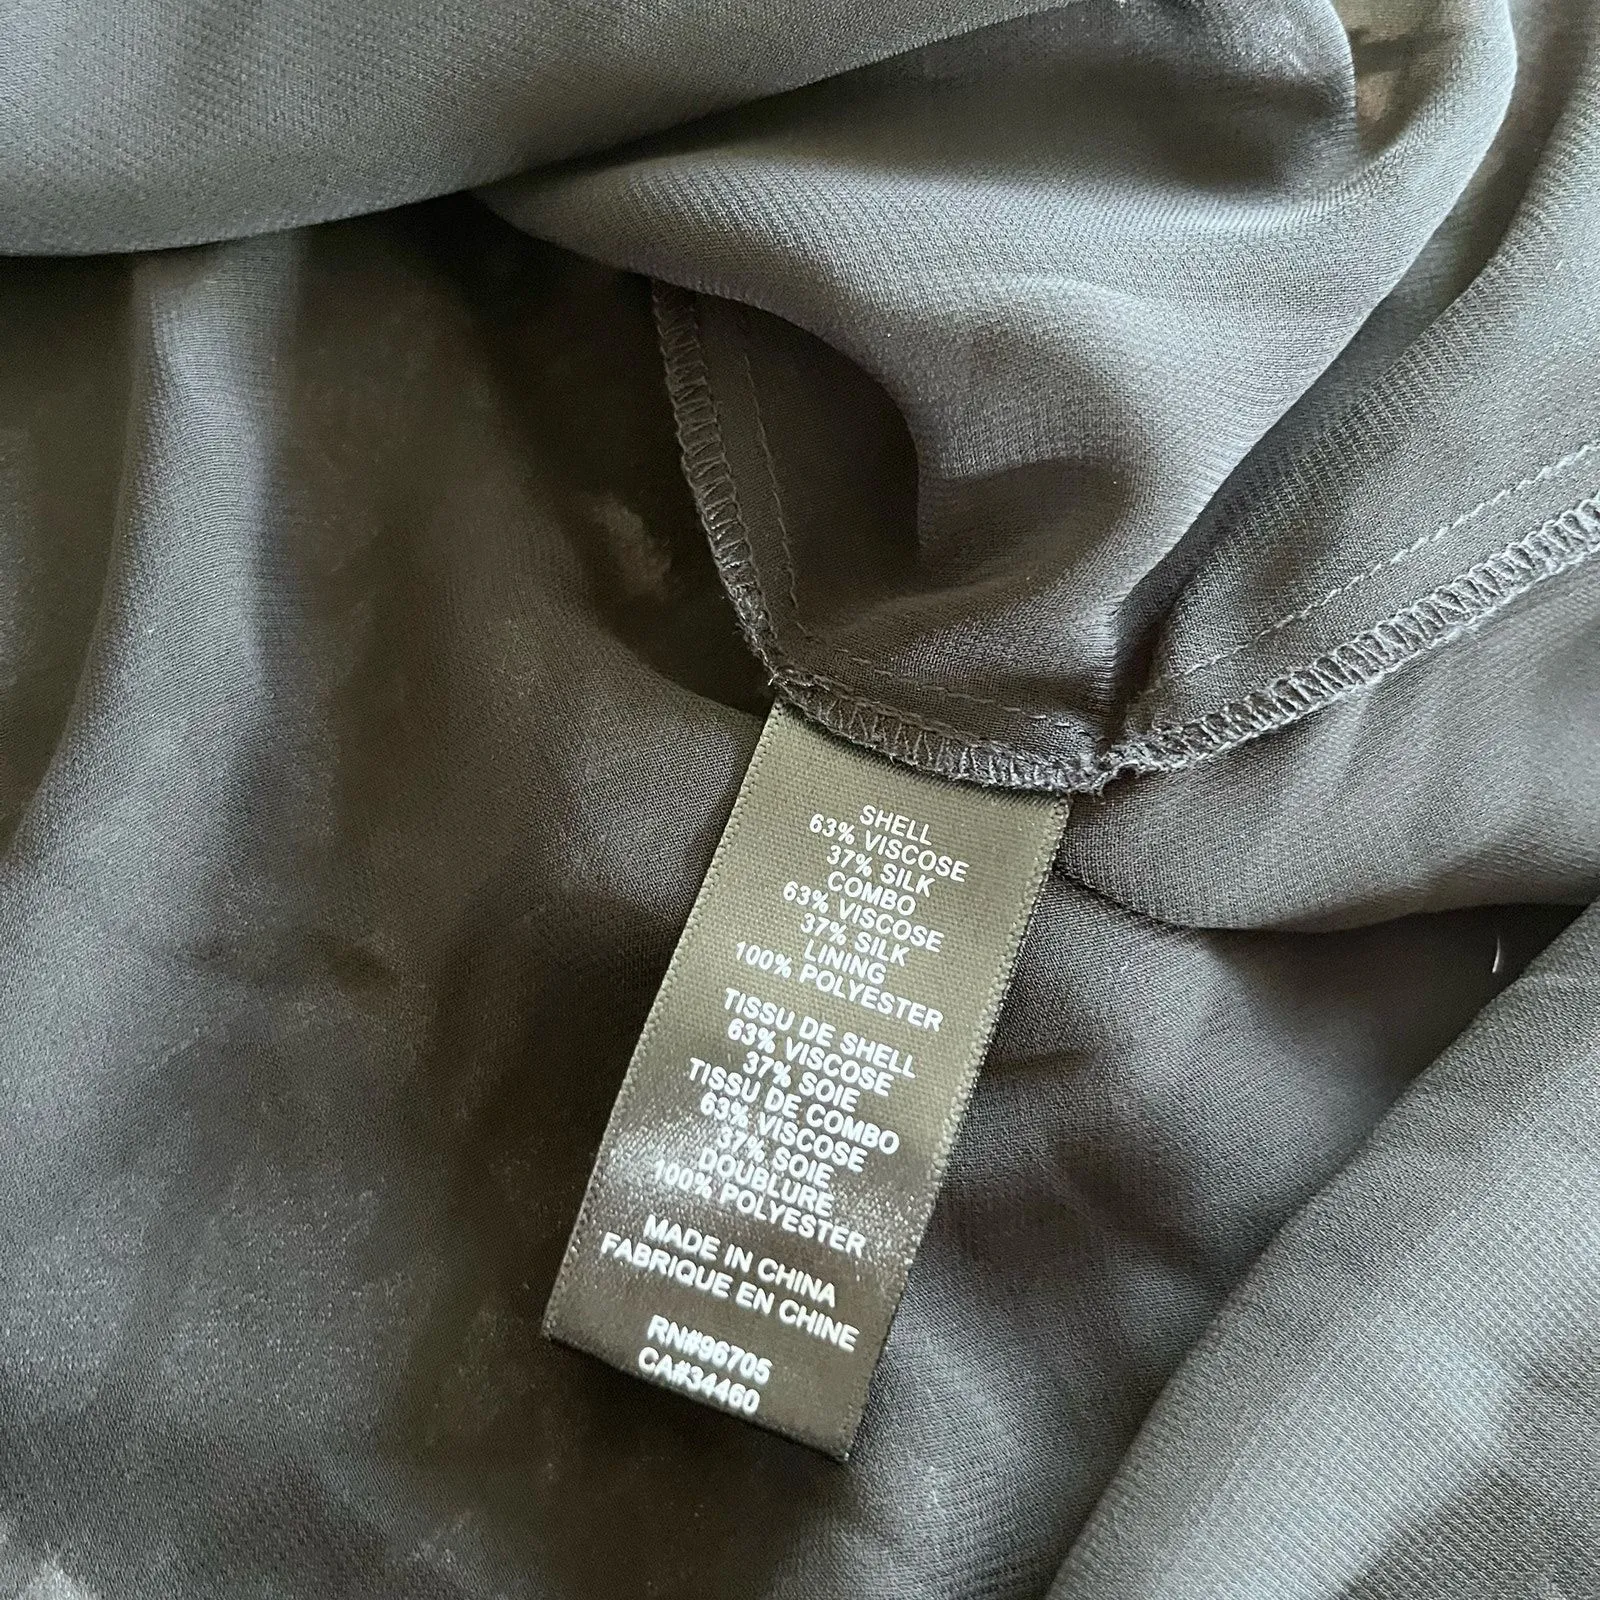 SHELL
63% VISCOSE
37% SILK
COMBO
63% VISCOSE
37% SILK
LINING
100% POLYESTER
TISSU DE SHELL
63% VISCOSE
37% SOIE
TISSU DE COMBO
63% VISCOSE
37% SOIE
DOUBLURE
100% POLYESTER
MADE IN CHINA
FABRIQUE EN CHINE
RN#96705
CA#34460